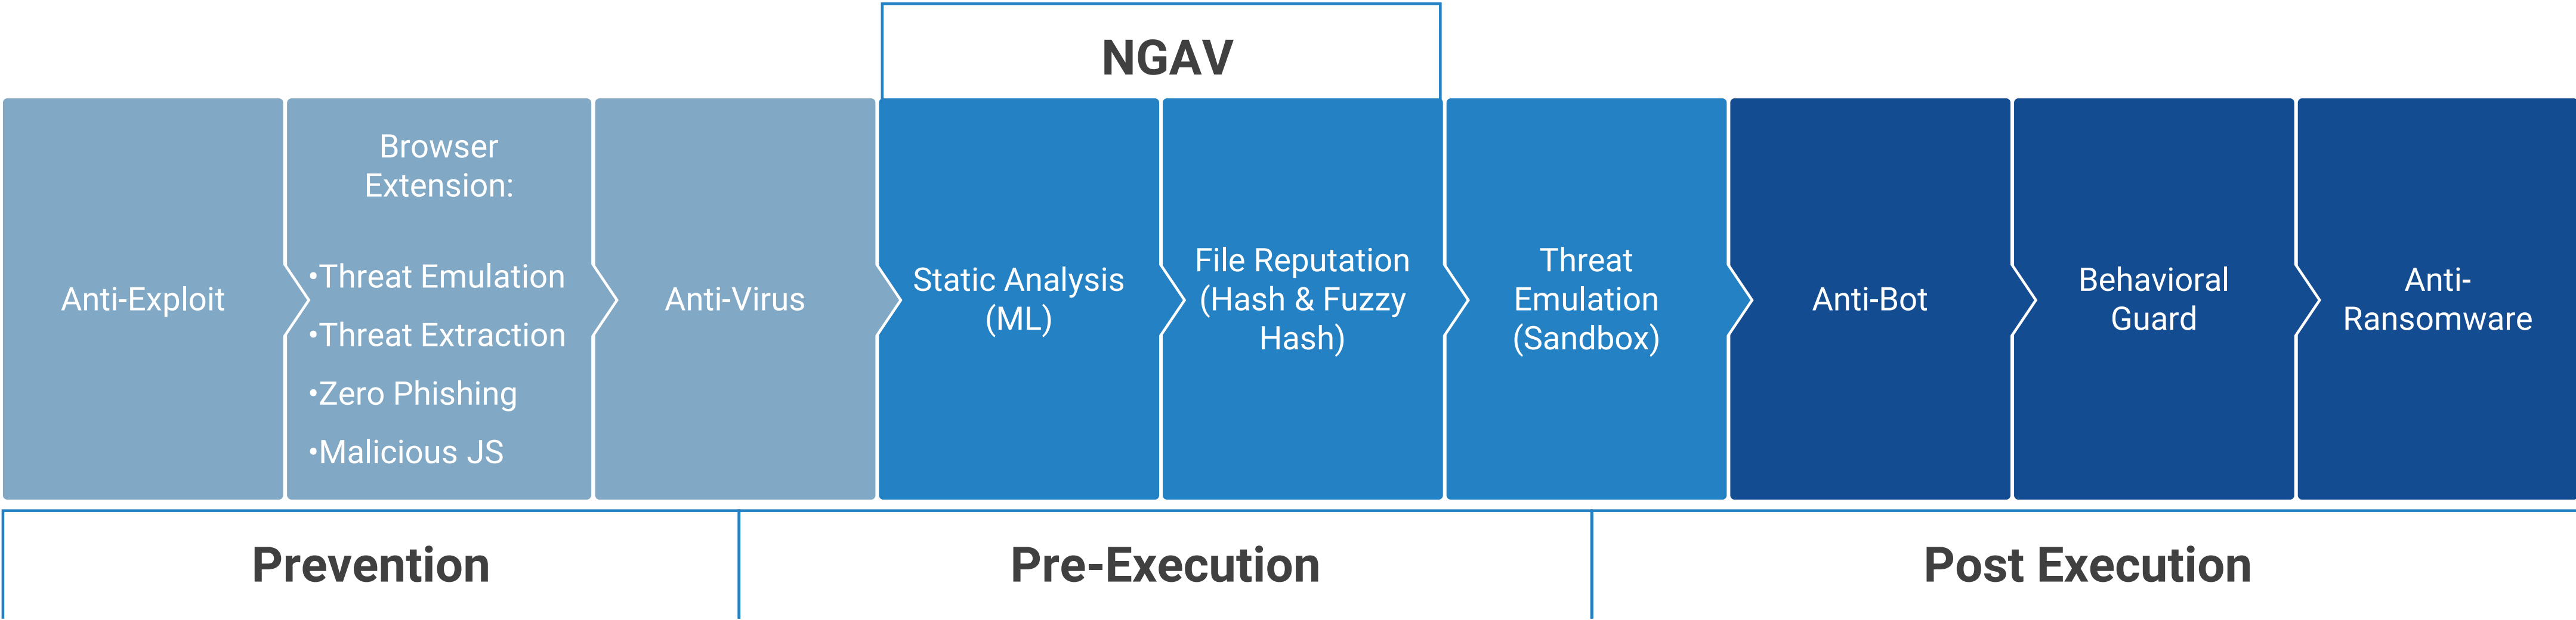 NGAV
Anti-Exploit
Browser
Extension:
•Threat Emulation
•Threat Extraction
•Zero Phishing
•Malicious JS
Anti-Virus
Static Analysis
(ML)
File Reputation
(Hash & Fuzzy
Hash)
Threat
Emulation
(Sandbox)
Anti-Bot
Behavioral
Guard
Anti-
Ransomware
Prevention
Pre-Execution
Post Execution